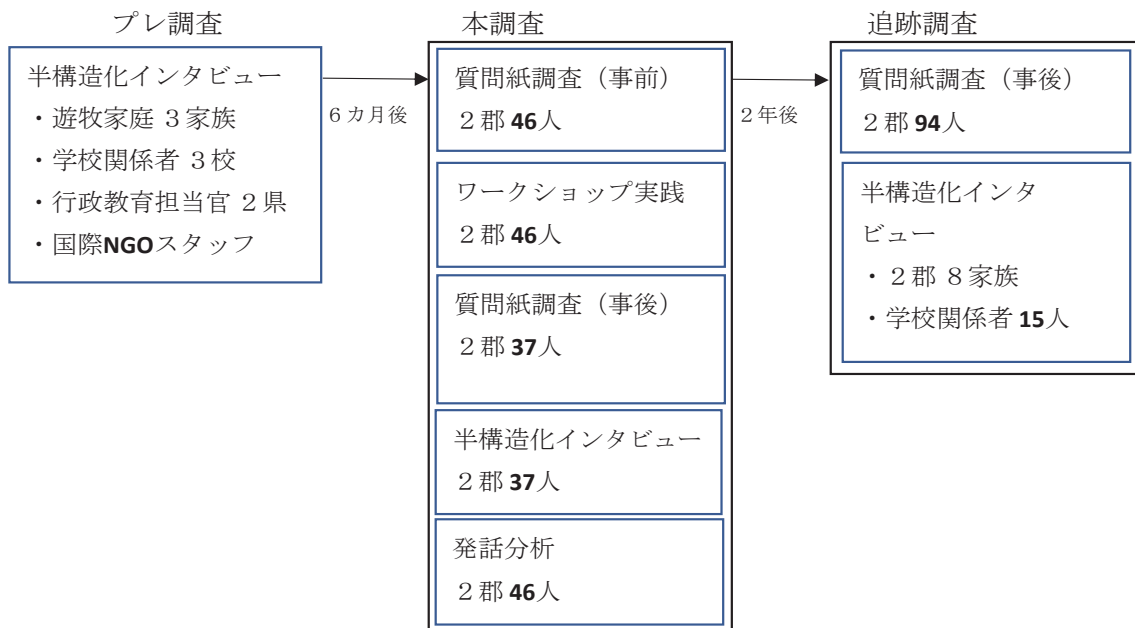 プレ調査
半構造化インタビュー
・遊牧家庭 3家族
・学校関係者 3校
・行政教育担当官 2県
・国際NGOスタッフ
6カ月後
本調査
質問紙調査（事前）
2郡 46人
ワークショップ実践
2郡 46人
質問紙調査（事後）
2郡 37人
半構造化インタビュー
2郡 37人
発話分析
2郡 46人
2年後
追跡調査
質問紙調査（事後）
2郡 94人
半構造化インタ
ビュー
・2郡 8家族
・学校関係者 15人